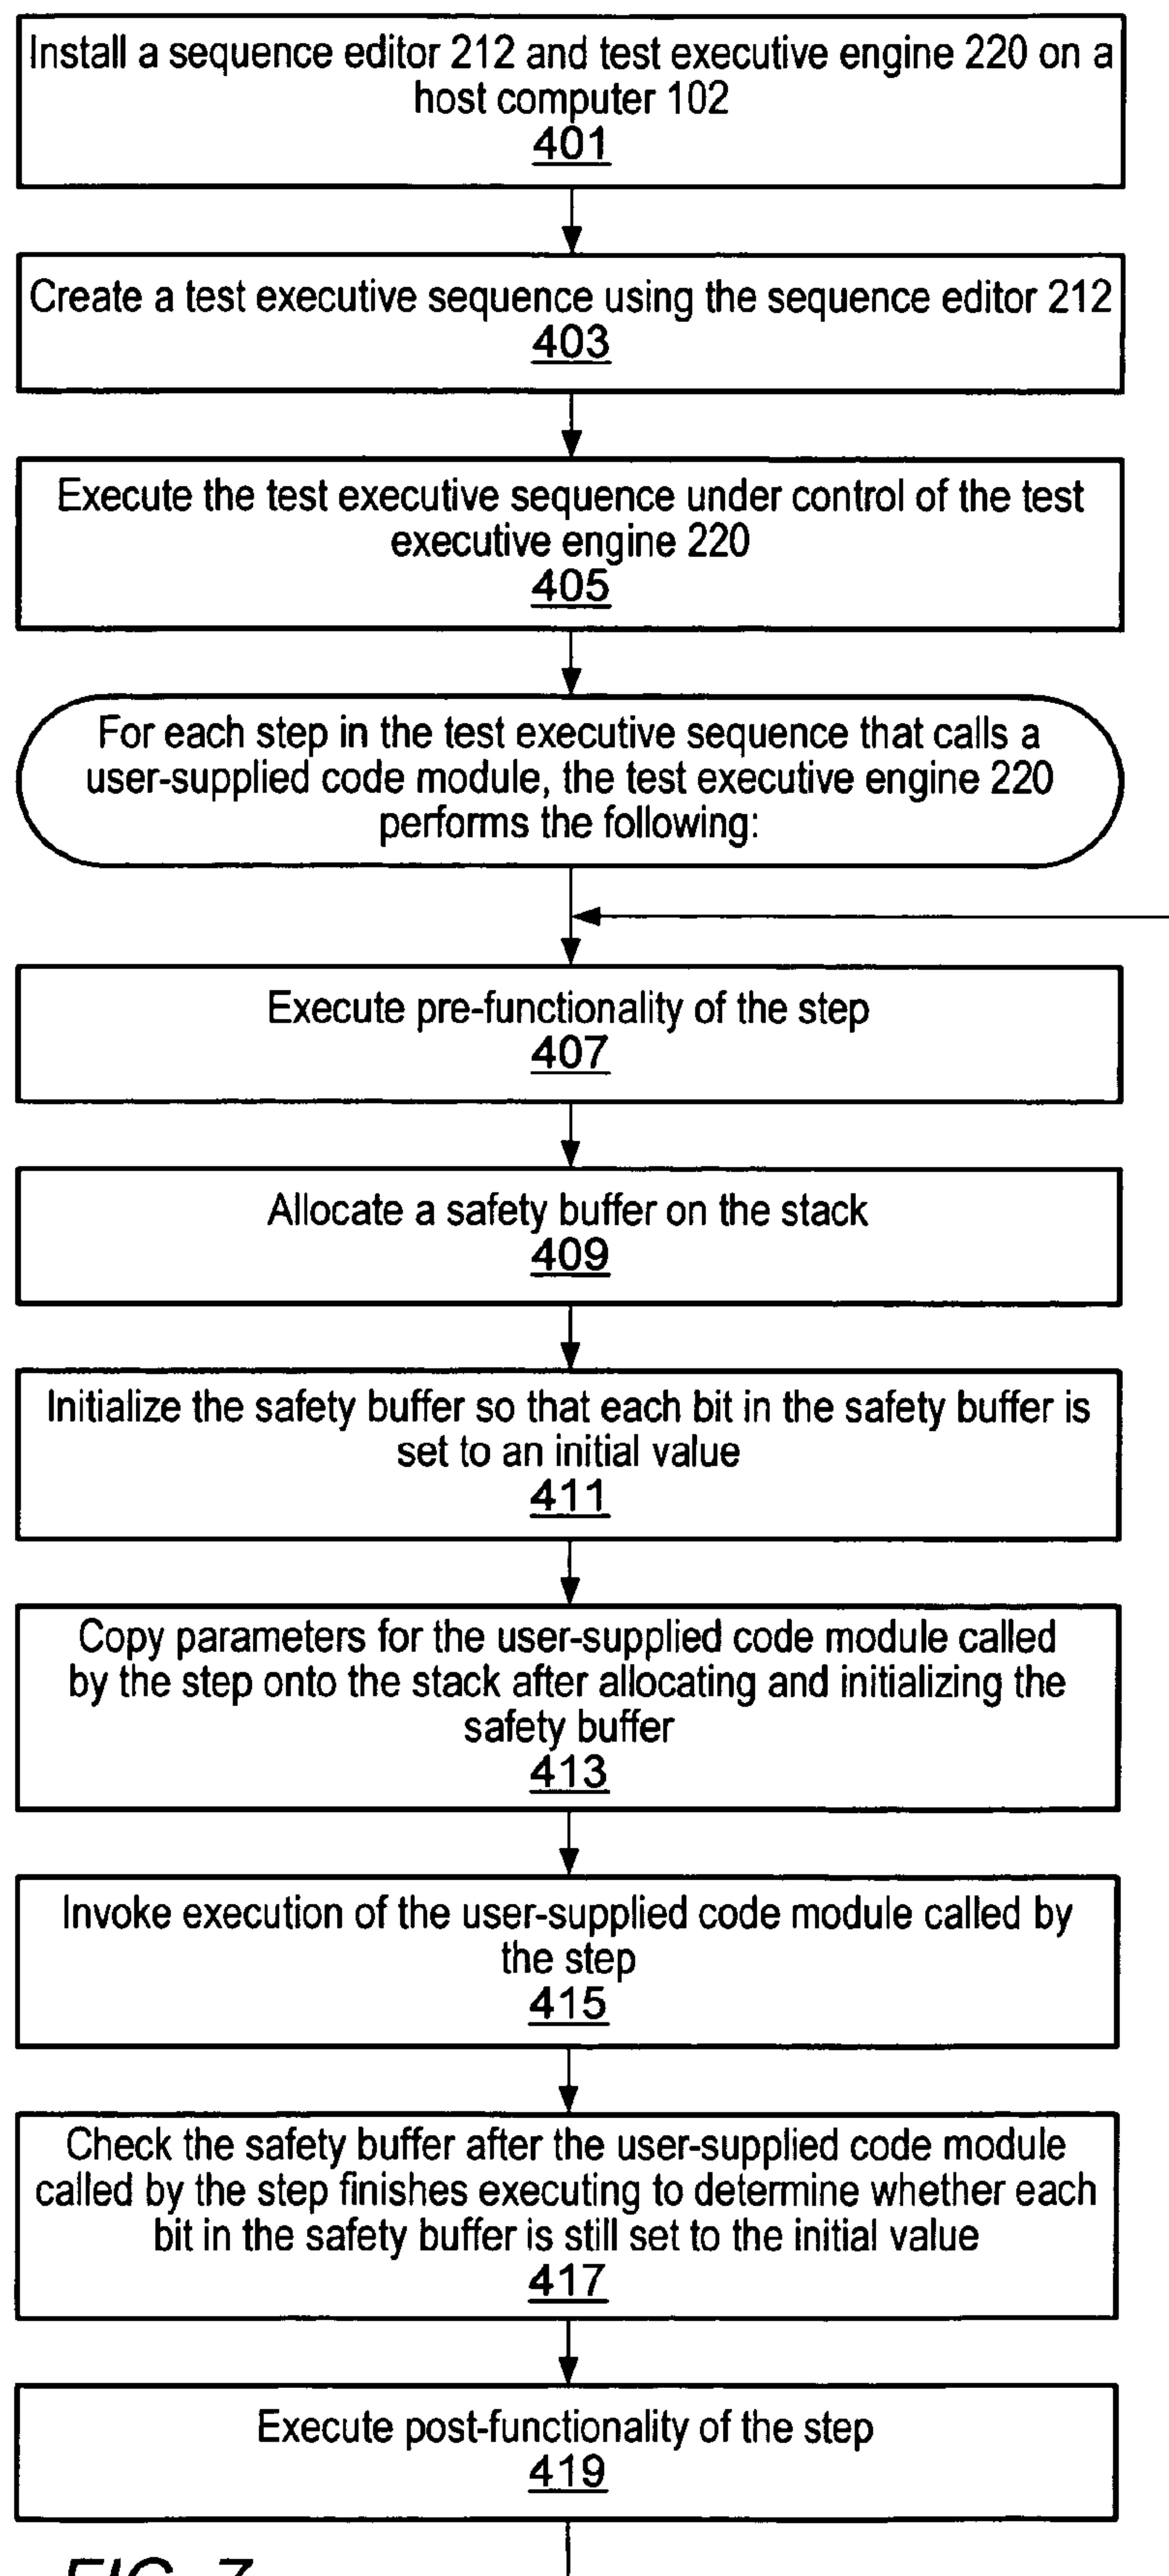 Install a sequence editor 212 and test executive engine 220 on a
host computer 102
401
Create a test executive sequence using the sequence editor 212
403
Execute the test executive sequence under control of the test
executive engine 220
405
For each step in the test executive sequence that calls a
user-supplied code module, the test executive engine 220
performs the following:
Execute pre-functionality of the step
407
Allocate a safety buffer on the stack
409
Initialize the safety buffer so that each bit in the safety buffer is
set to an initial value
411
Copy parameters for the user-supplied code module called
by the step onto the stack after allocating and initializing the
safety buffer
413
Invoke execution of the user-supplied code module called by
the step
415
Check the safety buffer after the user-supplied code module
called by the step finishes executing to determine whether each
bit in the safety buffer is still set to the initial value
417
Execute post-functionality of the step
419
FIG. 7